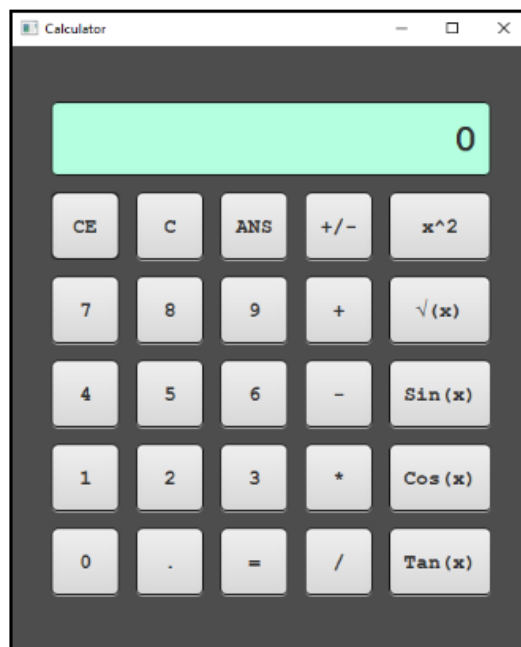 Calculator
0
CE C ANS +/- x^2
7 8 9 + √(x)
4 5 6 - Sin(x)
1 2 3 * Cos(x)
0 . = / Tan(x)